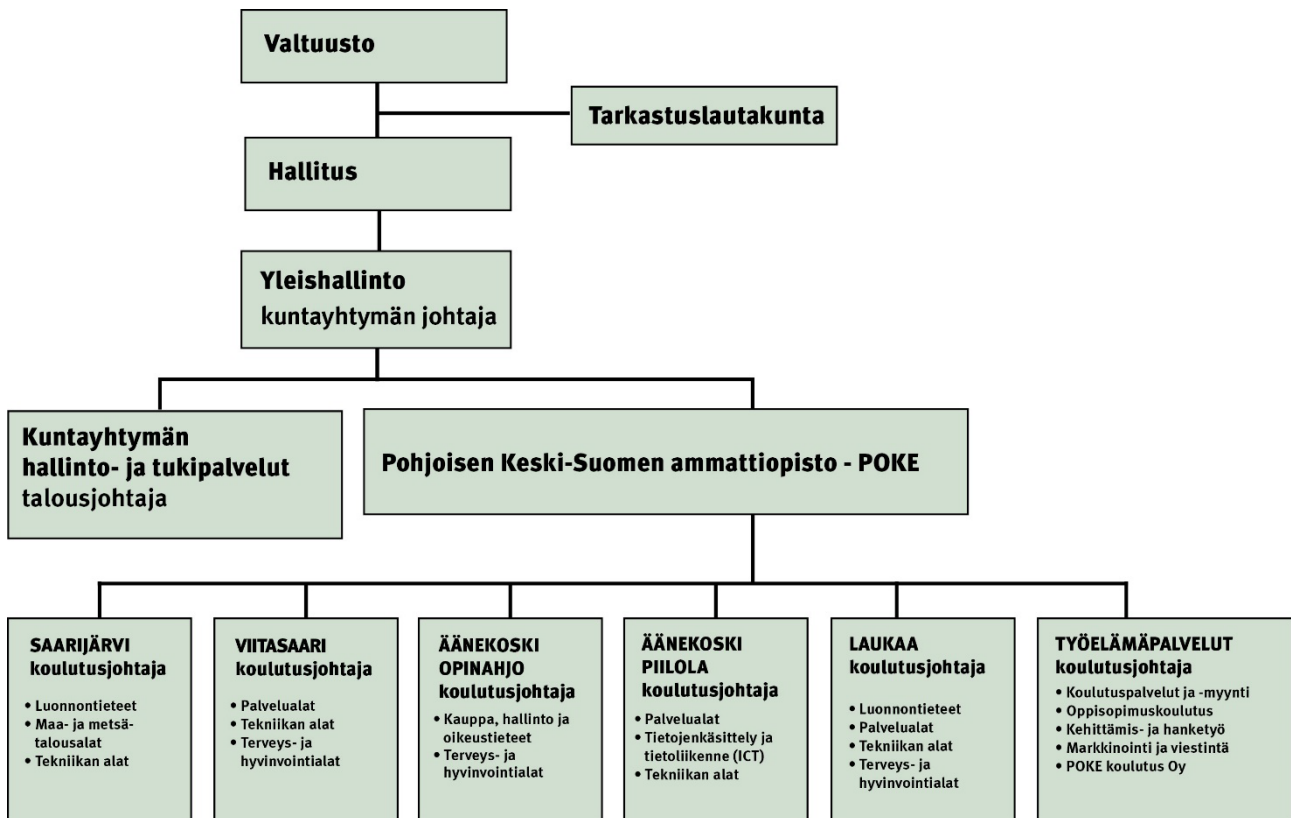 Valtuusto
Tarkastuslautakunta
Hallitus
Yleishallinto
kuntayhtymän johtaja
Kuntayhtymän
hallinto- ja tukipalvelut
talousjohtaja
Pohjoisen Keski-Suomen ammattiopisto - POKE
SAARIJÄRVI
koulutusjohtaja
• Luonnontieteet
• Maa- ja metsä-
talousalat
• Tekniikan alat
VIITASAARI
koulutusjohtaja
• Palvelualat
• Tekniikan alat
• Terveys- ja
hyvinvointialat
ÄÄNEKOSKI
OPINAHJO
koulutusjohtaja
• Kauppa, hallinto ja
oikeustieteet
• Terveys- ja
hyvinvointialat
ÄÄNEKOSKI
PIILOLA
koulutusjohtaja
• Palvelualat
• Tietojenkäsittely ja
tietoliikenne (ICT)
• Tekniikan alat
LAUKAA
koulutusjohtaja
• Luonnontieteet
• Palvelualat
• Tekniikan alat
• Terveys- ja
hyvinvointialat
TYÖELÄMÄPALVELUT
koulutusjohtaja
• Koulutuspalvelut ja -myynti
• Oppisopimuskoulutus
• Kehittämis- ja hanketyö
• Markkinointi ja viestintä
• POKE koulutus Oy